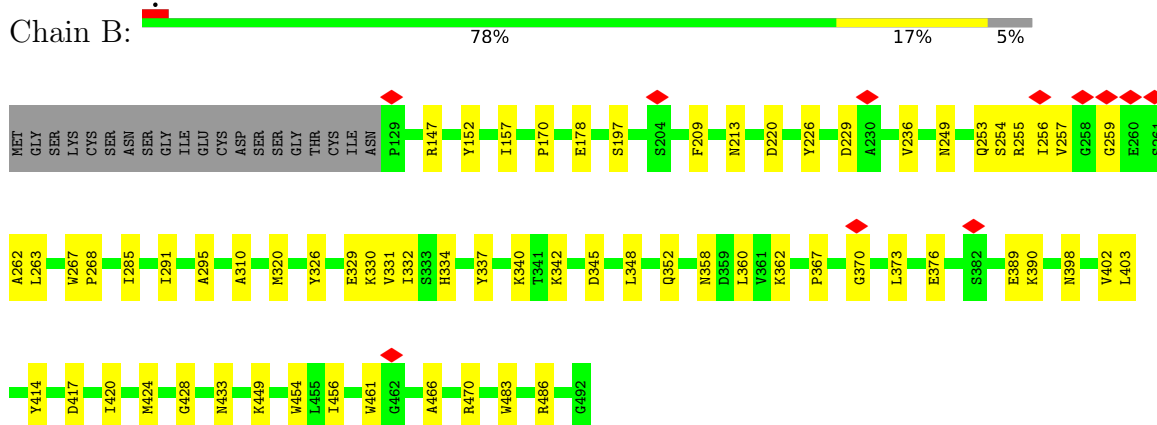 Chain B:
78% 17% 5%
MET GLY SER LYS CYS SER ASN SER GLY ILE GLU CYS ASP SER SER GLY THR CYS ILE ASN P129 R147 Y152 I157 P170 E178 S197 S204 F209 N213 D220 Y226 D229 A230 V236 N249 Q253 S254 R255 I256 V257 G258 G259 E260 S261
A262 L263 W267 P268 I285 I291 A295 A310 M320 Y326 E329 K330 V331 I332 S333 H334 Y337 K340 T341 K342 D345 L348 Q352 N358 D359 L360 V361 K362 P367 G370 L373 E376 S382 E389 K390 N398 V402 L403
Y414 D417 I420 M424 G428 N433 K449 W454 L455 I456 W461 G462 A466 R470 W483 R486 G492